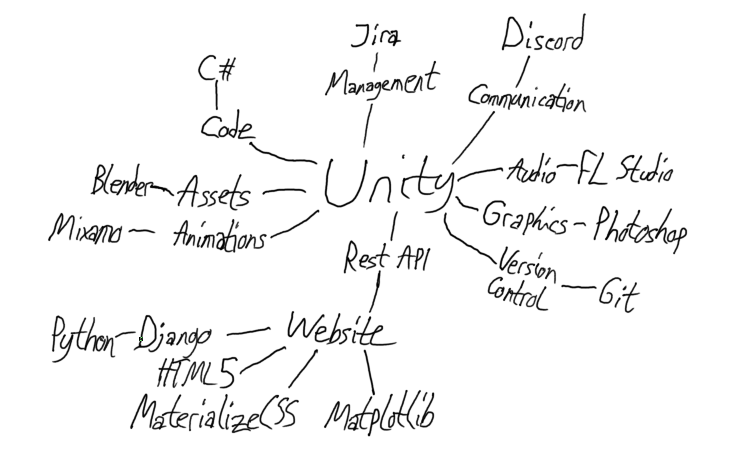 Jira
Discord
C#
Management
Communication
Code
Unity
Audio - FL Studio
Blender - Assets
Graphics - Photoshop
Mixamo - Animations
Rest API
Version
Control - Git
Website
Python - Django
HTML5
MaterializeCSS
Matplotlib